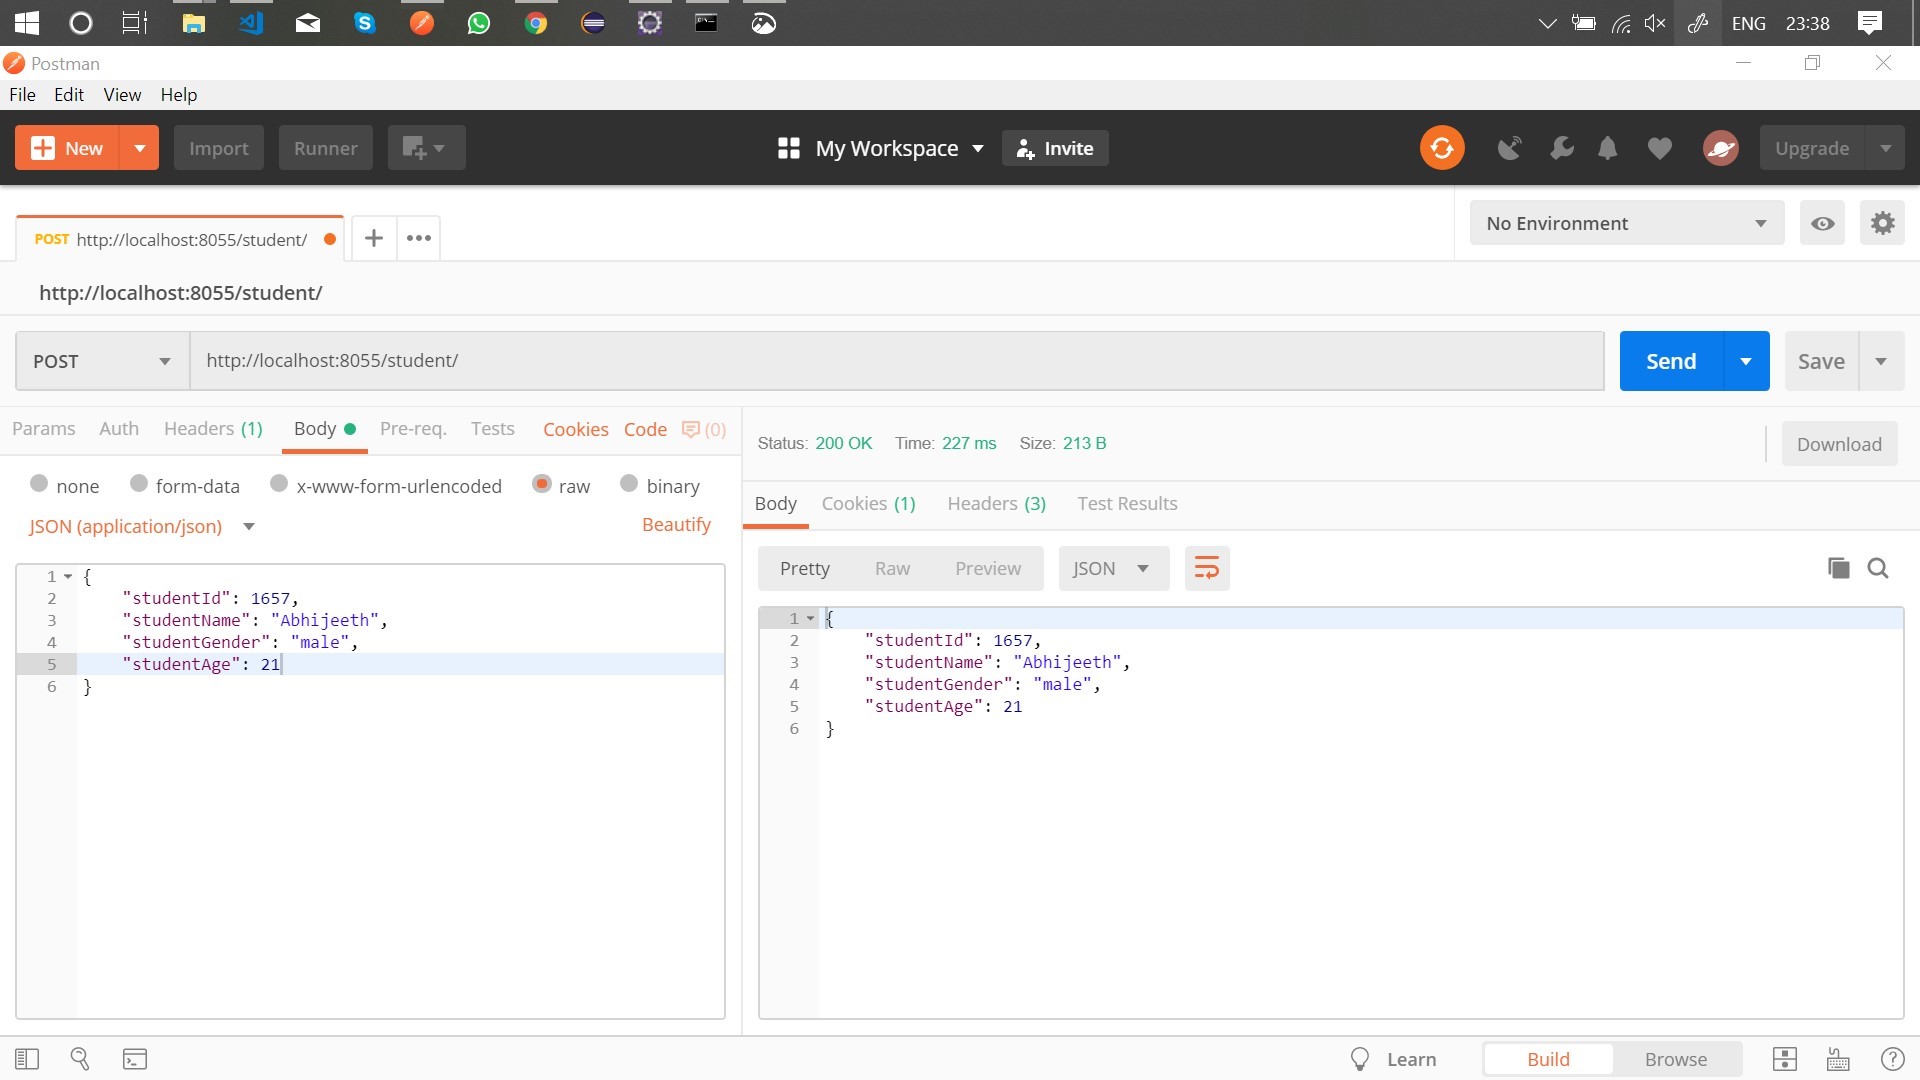 ENG 23:38
Postman
File Edit View Help
New Import Runner My Workspace Invite Upgrade
POST http://localhost:8055/student/ No Environment
http://localhost:8055/student/
POST http://localhost:8055/student/ Send Save
Params Auth Headers (1) Body Pre-req. Tests Cookies Code (0)
none form-data x-www-form-urlencoded raw binary
JSON (application/json) Beautify
1 {
2 "studentId": 1657,
3 "studentName": "Abhijeeth",
4 "studentGender": "male",
5 "studentAge": 21
6 }
Status: 200 OK Time: 227 ms Size: 213 B Download
Body Cookies (1) Headers (3) Test Results
Pretty Raw Preview JSON
1 {
2 "studentId": 1657,
3 "studentName": "Abhijeeth",
4 "studentGender": "male",
5 "studentAge": 21
6 }
Learn Build Browse